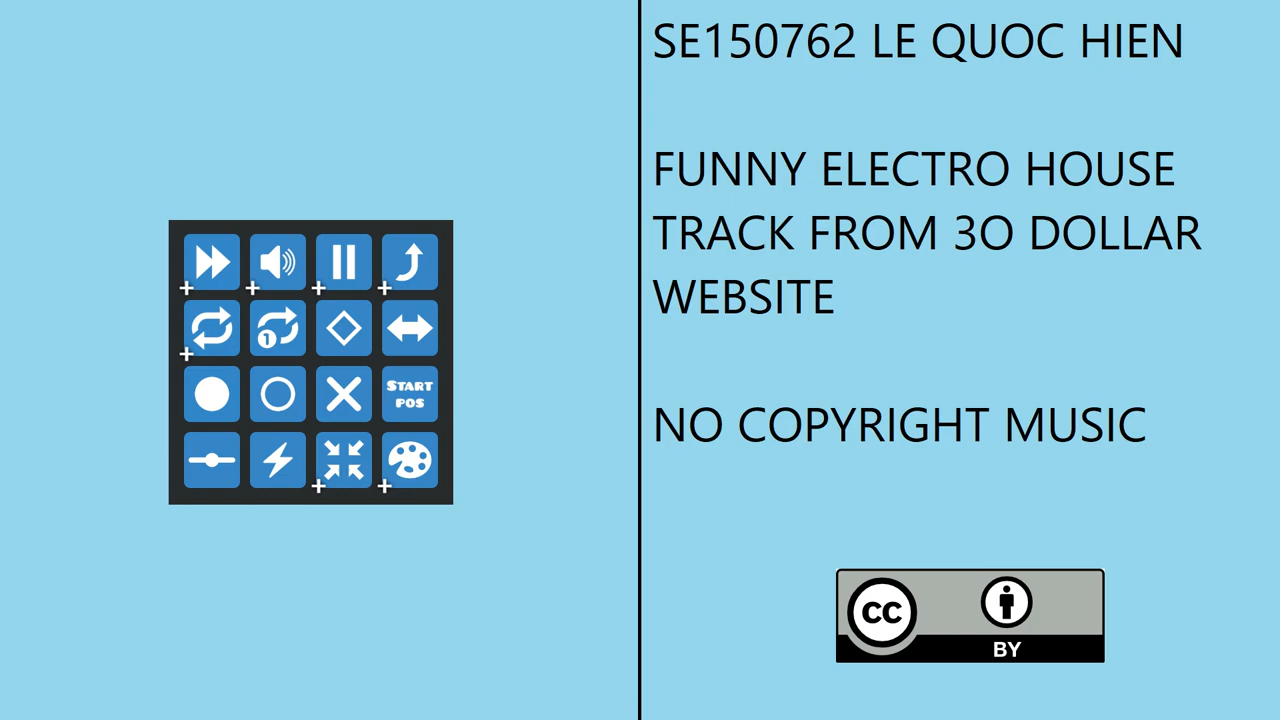 SE150762 LE QUOC HIEN
FUNNY ELECTRO HOUSE
TRACK FROM 3O DOLLAR
WEBSITE
NO COPYRIGHT MUSIC
1
START
POS
CC
BY